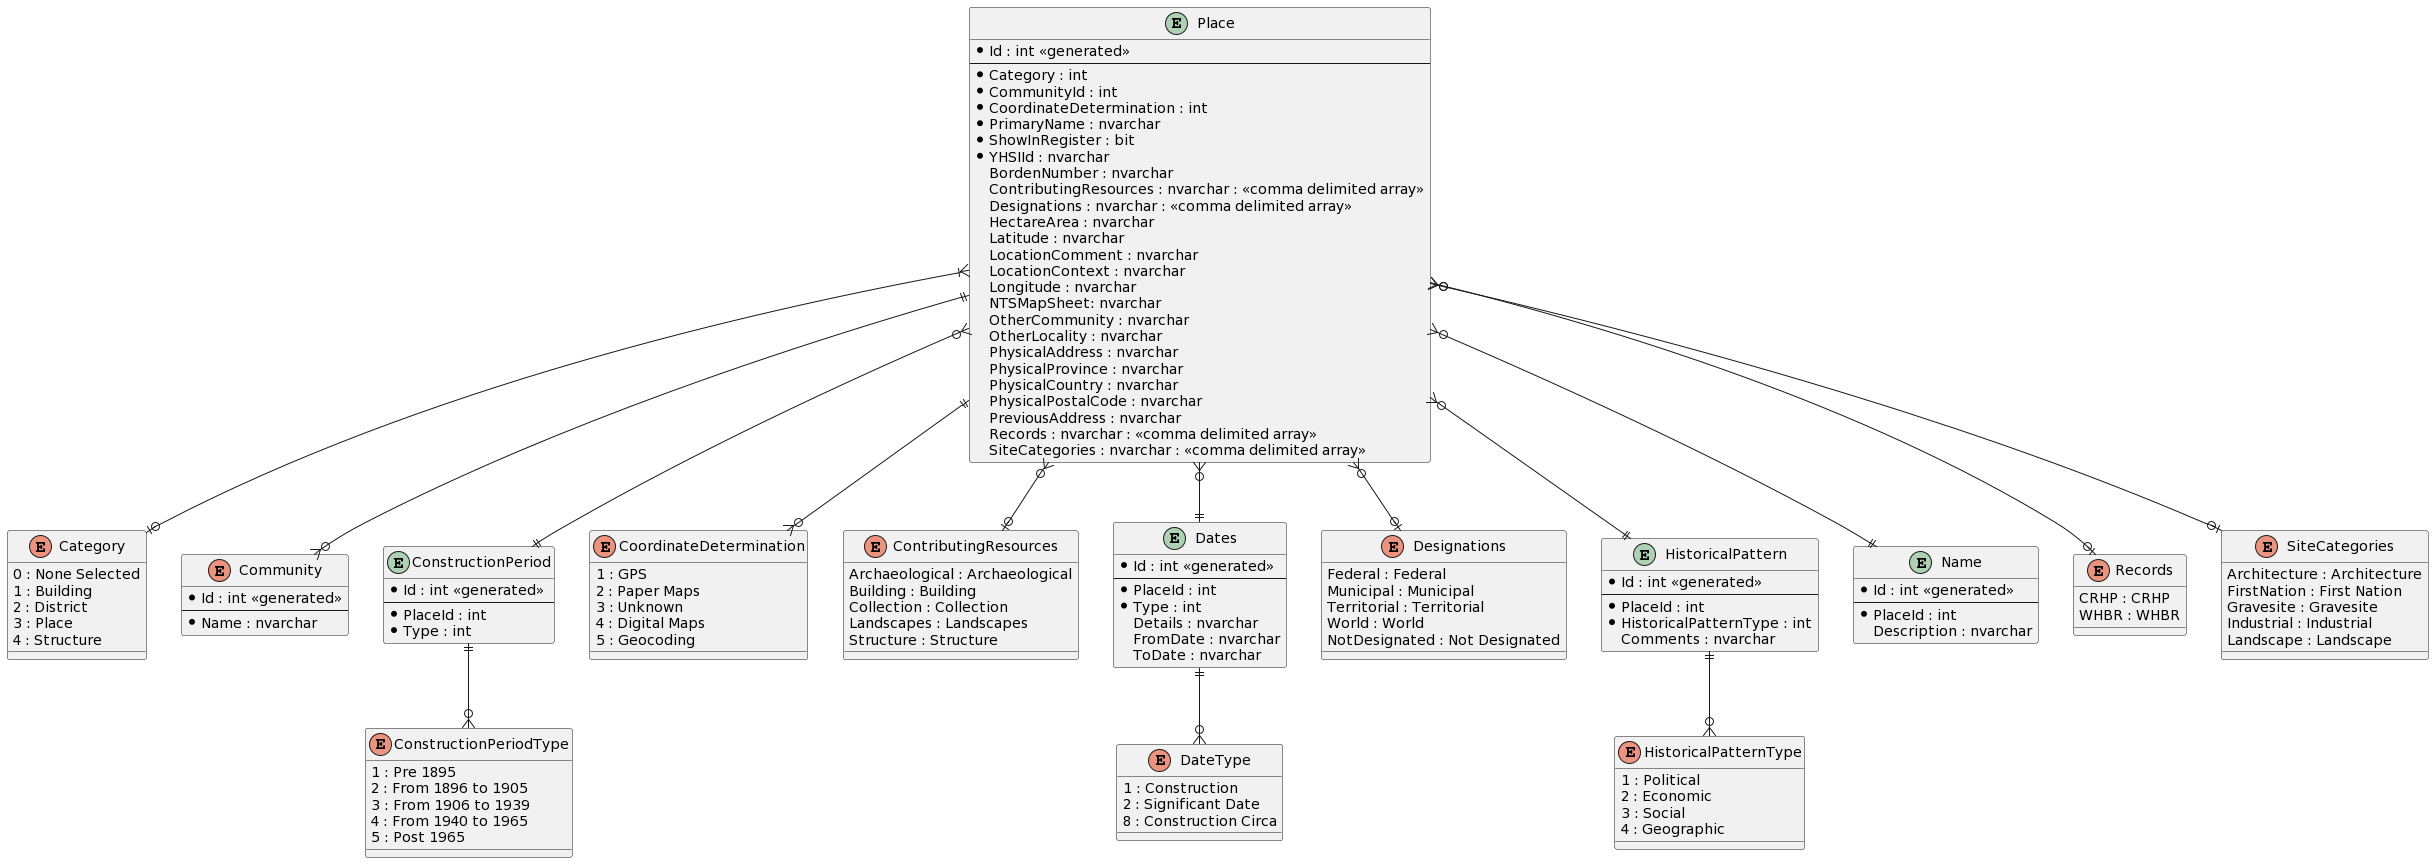 E Place
Id : int «generated»
Category : int
CommunityId : int
CoordinateDetermination : int
PrimaryName : nvarchar
ShowInRegister : bit
YHSIId : nvarchar
BordenNumber : nvarchar
ContributingResources : nvarchar : «comma delimited array»
Designations : nvarchar : «comma delimited array»
HectareArea : nvarchar
Latitude : nvarchar
LocationComment : nvarchar
LocationContext : nvarchar
Longitude : nvarchar
NTSMapSheet: nvarchar
OtherCommunity : nvarchar
OtherLocality : nvarchar
PhysicalAddress : nvarchar
PhysicalProvince : nvarchar
PhysicalCountry : nvarchar
PhysicalPostalCode : nvarchar
PreviousAddress : nvarchar
Records : nvarchar : «comma delimited array»
SiteCategories : nvarchar : «comma delimited array»
E Category
0 : None Selected
1 : Building
2 : District
3 : Place
4 : Structure
E Community
Id : int «generated»
Name : nvarchar
E ConstructionPeriod
Id : int «generated»
PlaceId : int
Type : int
E CoordinateDetermination
1 : GPS
2 : Paper Maps
3 : Unknown
4 : Digital Maps
5 : Geocoding
E ContributingResources
Archaeological : Archaeological
Building : Building
Collection : Collection
Landscapes : Landscapes
Structure : Structure
E Dates
Id : int «generated»
PlaceId : int
Type : int
Details : nvarchar
FromDate : nvarchar
ToDate : nvarchar
E Designations
Federal : Federal
Municipal : Municipal
Territorial : Territorial
World : World
NotDesignated : Not Designated
E HistoricalPattern
Id : int «generated»
PlaceId : int
HistoricalPatternType : int
Comments : nvarchar
E Name
Id : int «generated»
PlaceId : int
Description : nvarchar
E Records
CRHP : CRHP
WHBR : WHBR
E SiteCategories
Architecture : Architecture
FirstNation : First Nation
Gravesite : Gravesite
Industrial : Industrial
Landscape : Landscape
E ConstructionPeriodType
1 : Pre 1895
2 : From 1896 to 1905
3 : From 1906 to 1939
4 : From 1940 to 1965
5 : Post 1965
E DateType
1 : Construction
2 : Significant Date
8 : Construction Circa
E HistoricalPatternType
1 : Political
2 : Economic
3 : Social
4 : Geographic